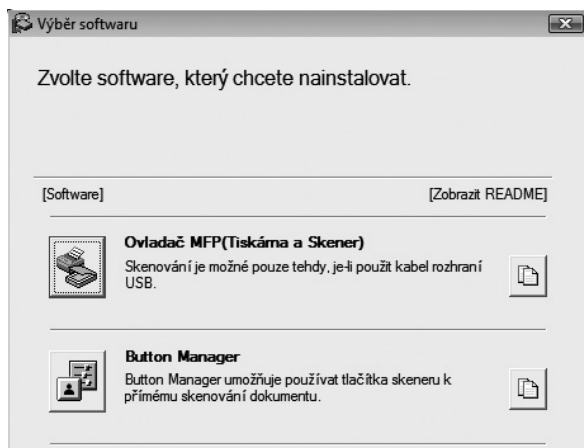 Výběr softwaru
Zvolte software, který chcete nainstalovat.
[Software] [Zobrazit README]
Ovladač MFP(Tiskárna a Skener)
Skenování je možné pouze tehdy, je-li použit kabel rozhraní
USB.
Button Manager
Button Manager umožňuje používat tlačítka skeneru k
přímému skenování dokumentu.